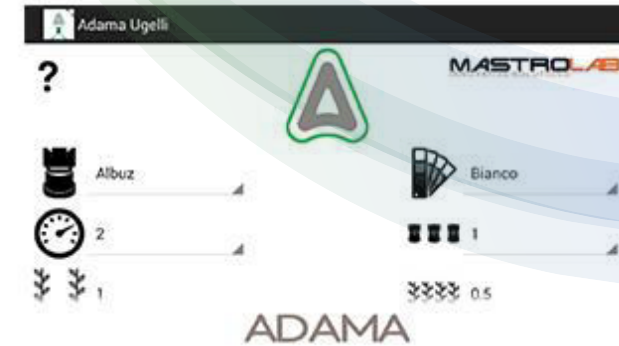 Adama Ugelli
?
MASTROLAB
Albuz
Bianco
2
1
1
0.5
ADAMA